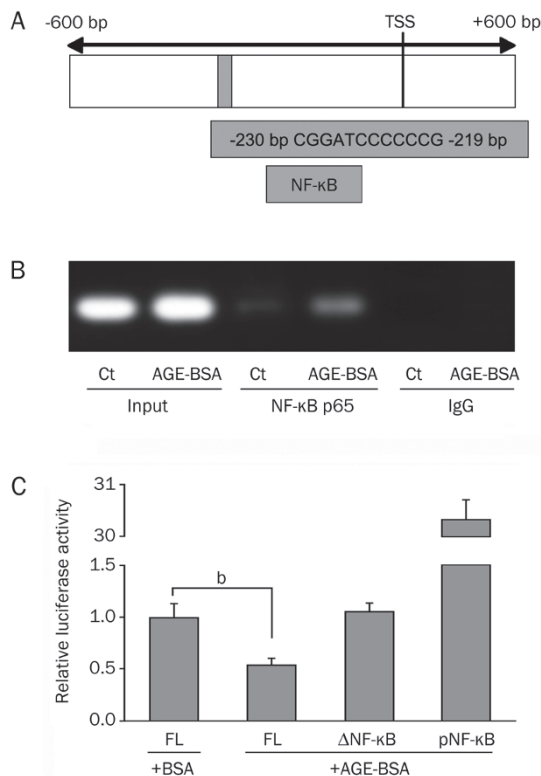 A
-600 bp TSS +600 bp
-230 bp CGGATCCCCCCG -219 bp
NF-κB
B
Ct AGE-BSA Ct AGE-BSA Ct AGE-BSA
Input NF-κB p65 IgG
C
Relative luciferase activity
31
30
1.5
1.0
0.5
0.0
b
FL FL ΔNF-κB pNF-κB
+BSA +AGE-BSA